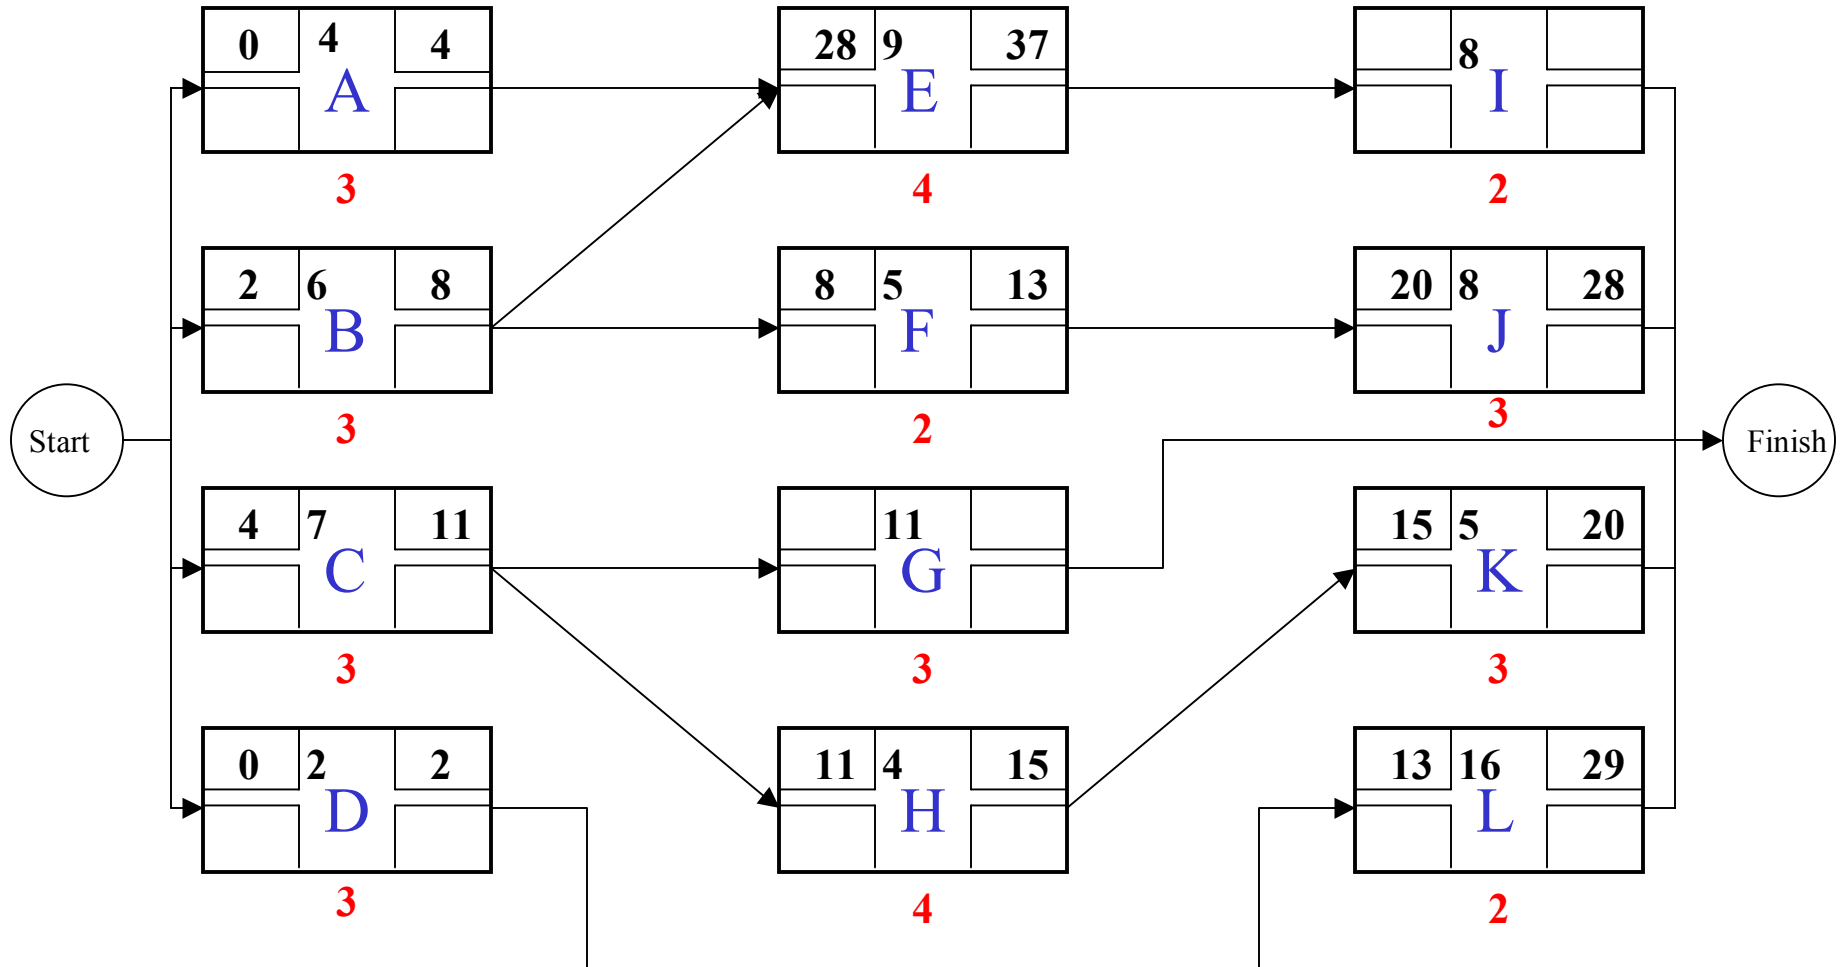 0 4 4 28 9 37 8
A E I
3 4 2
2 6 8 8 5 13 20 8 28
B F J
3 2 3
Start Finish
4 7 11 11 15 5 20
C G K
3 3 3
0 2 2 11 4 15 13 16 29
D H L
3 4 2